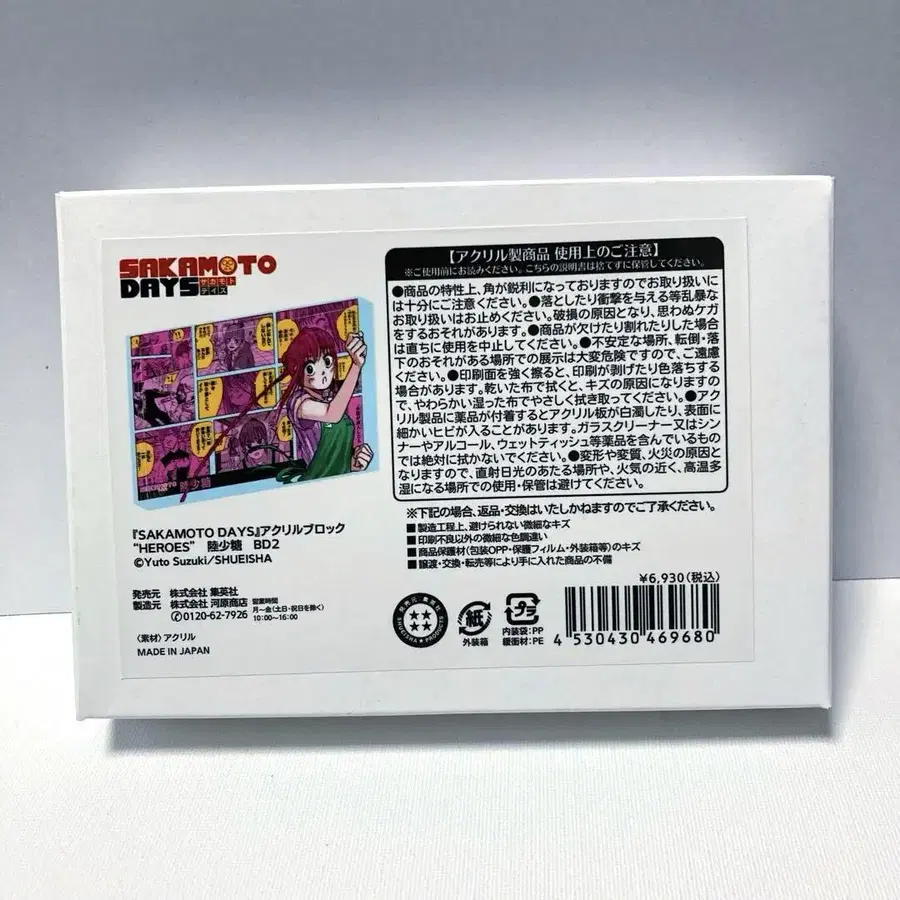 SAKAMOTO
DAYS サカモト
デイズ
SAKAMOTO
DAYS
陸少糖
『SAKAMOTO DAYS』アクリルブロック
“HEROES” 陸少糖 BD2
©Yuto Suzuki/SHUEISHA
発売元 株式会社 集英社
製造元 株式会社 河原商店
✆0120-62-7926
営業時間
月〜金(土日・祝日を除く)
10:00〜16:00
〈素材〉アクリル
MADE IN JAPAN
【アクリル製商品 使用上のご注意】
※ご使用前にお読みください。こちらの説明書は捨てずに保管してください。
●商品の特性上、角が鋭利になっておりますのでお取り扱いに
は十分にご注意ください。●落としたり衝撃を与える等乱暴な
お取り扱いはお止めください。破損の原因となり、思わぬケガ
をするおそれがあります。●商品が欠けたり割れたりした場合
は直ちに使用を中止してください。●不安定な場所、転倒・落
下のおそれがある場所での展示は大変危険ですので、ご遠慮
ください。●印刷面を強く擦ると、印刷が剥げたり色落ちする
場合があります。乾いた布で拭くと、キズの原因になりますの
で、やわらかい湿った布でやさしく拭き取ってください。●アク
リル製品に薬品が付着するとアクリル板が白濁したり、表面に
細かいヒビが入ることがあります。ガラスクリーナー又はシン
ナーやアルコール、ウェットティッシュ等薬品を含んでいるもの
では絶対に拭かないでください。●変形や変質、火災の原因と
なりますので、直射日光のあたる場所や、火気の近く、高温多
湿になる場所での使用・保管は避けてください。
※下記の場合、返品・交換はいたしかねますのでご了承ください。
■製造工程上、避けられない微細なキズ
■印刷不良以外の微細な色調違い
■商品保護材(包装OPP・保護フィルム・外装箱等)のキズ
■譲渡・交換・転売等により手に入れた商品の不備
¥6,930(税込)
発売元 集英社
SHUEISHA PRODUCTS
紙
外装箱
プラ
内装袋:PP
緩衝材:PE
4 530430 469680